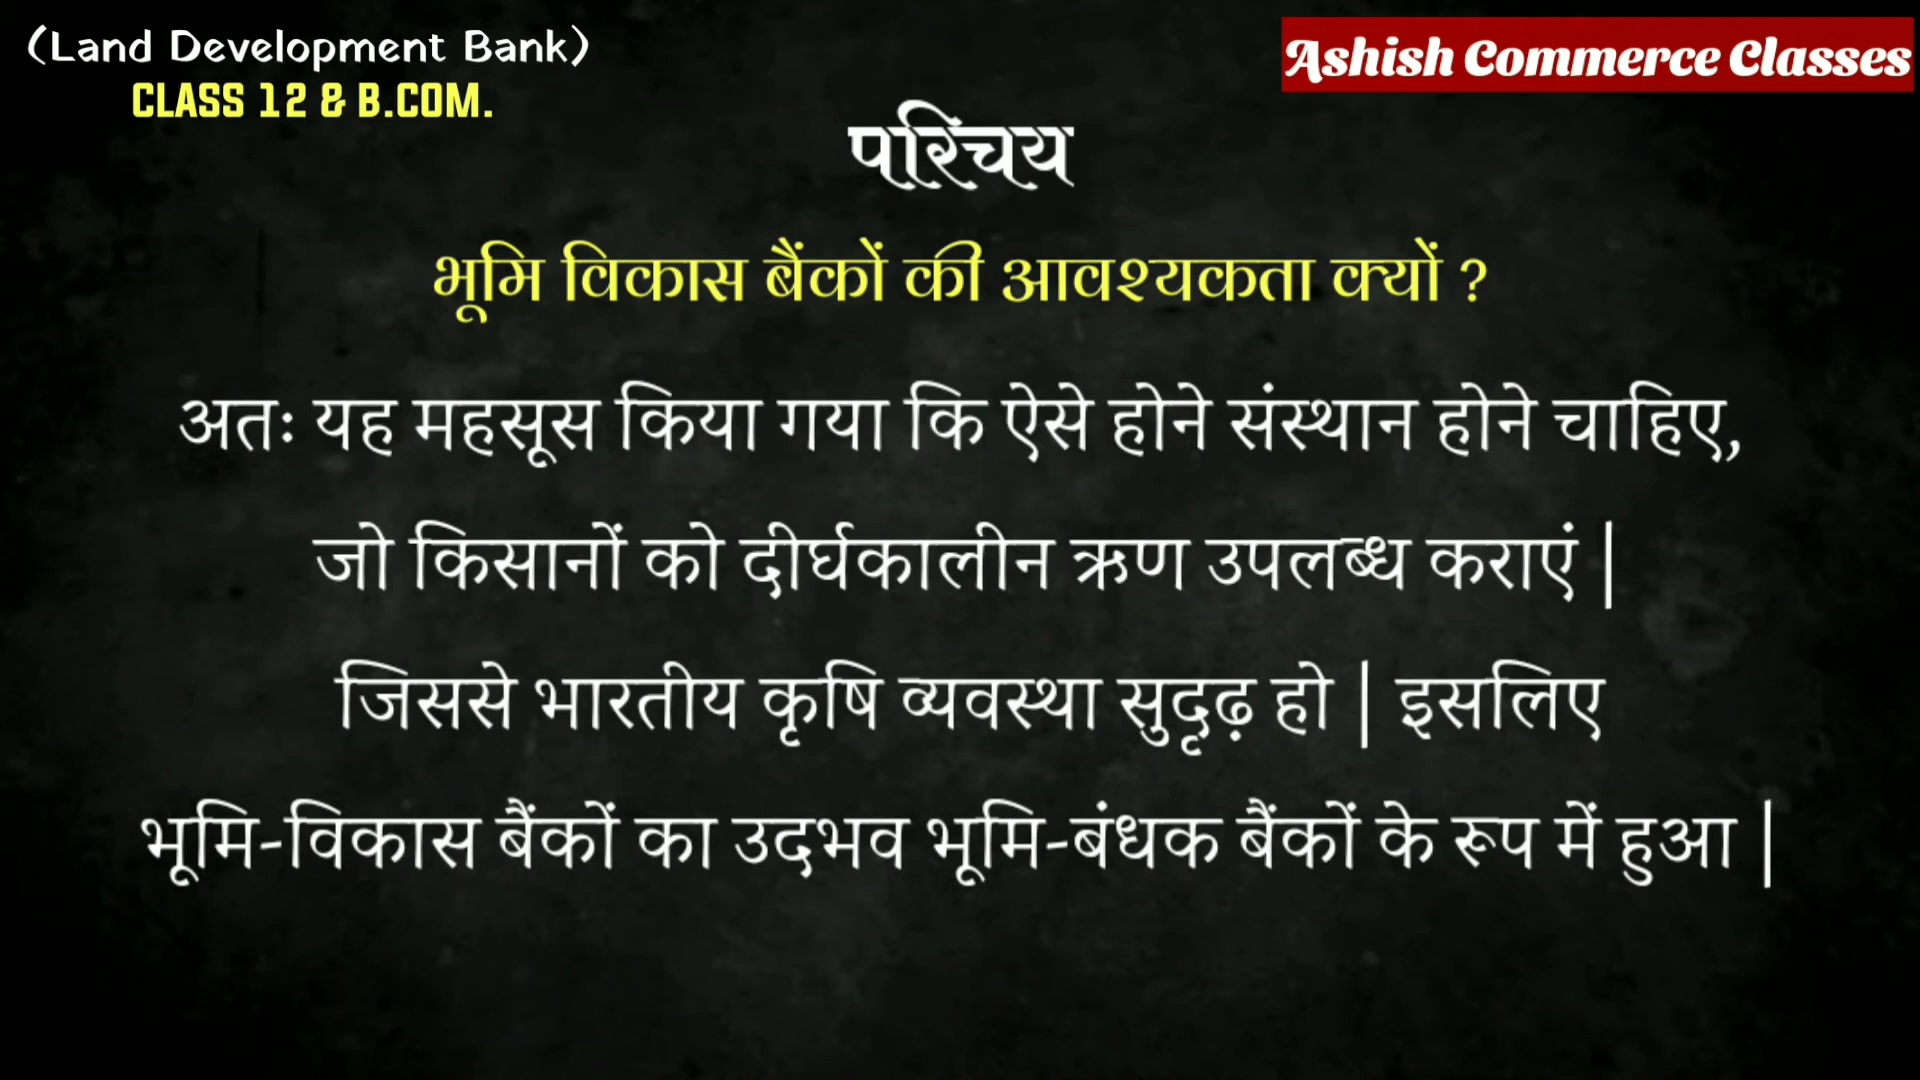 (Land Development Bank)
CLASS 12 & B.COM.
Ashish Commerce Classes
परिचय
भूमि विकास बैंकों की आवश्यकता क्यों ?
अतः यह महसूस किया गया कि ऐसे होने संस्थान होने चाहिए,
जो किसानों को दीर्घकालीन ऋण उपलब्ध कराएं |
जिससे भारतीय कृषि व्यवस्था सुदृढ़ हो | इसलिए
भूमि-विकास बैंकों का उदभव भूमि-बंधक बैंकों के रूप में हुआ |